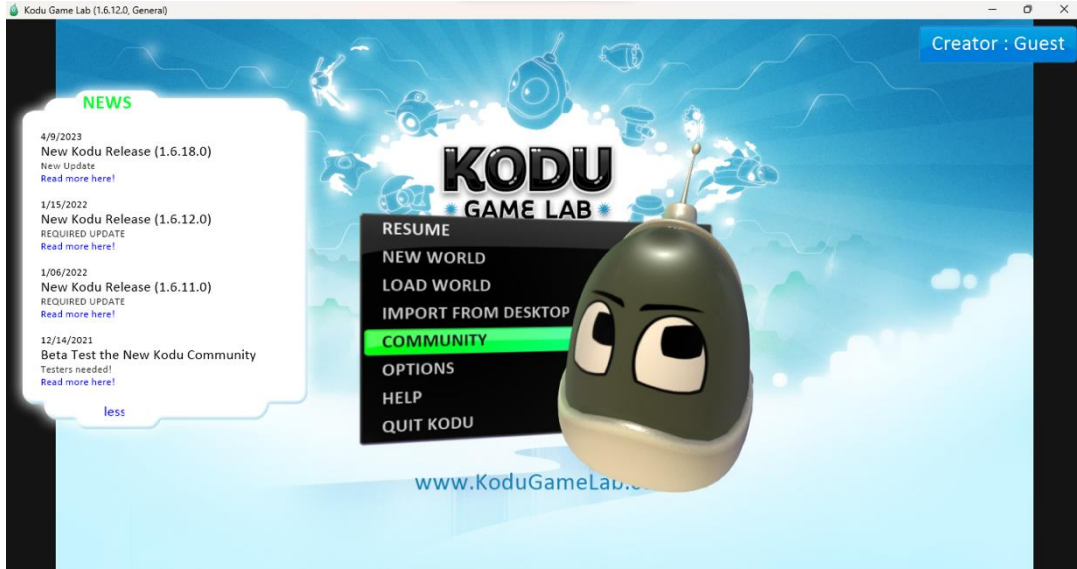 Kodu Game Lab (1.6.12.0, General)
Creator : Guest
NEWS
4/9/2023
New Kodu Release (1.6.18.0)
New Update
Read more here!
1/15/2022
New Kodu Release (1.6.12.0)
REQUIRED UPDATE
Read more here!
1/06/2022
New Kodu Release (1.6.11.0)
REQUIRED UPDATE
Read more here!
12/14/2021
Beta Test the New Kodu Community
Testers needed!
Read more here!
less
KODU
GAME LAB
RESUME
NEW WORLD
LOAD WORLD
IMPORT FROM DESKTOP
COMMUNITY
OPTIONS
HELP
QUIT KODU
www.KoduGameLab.